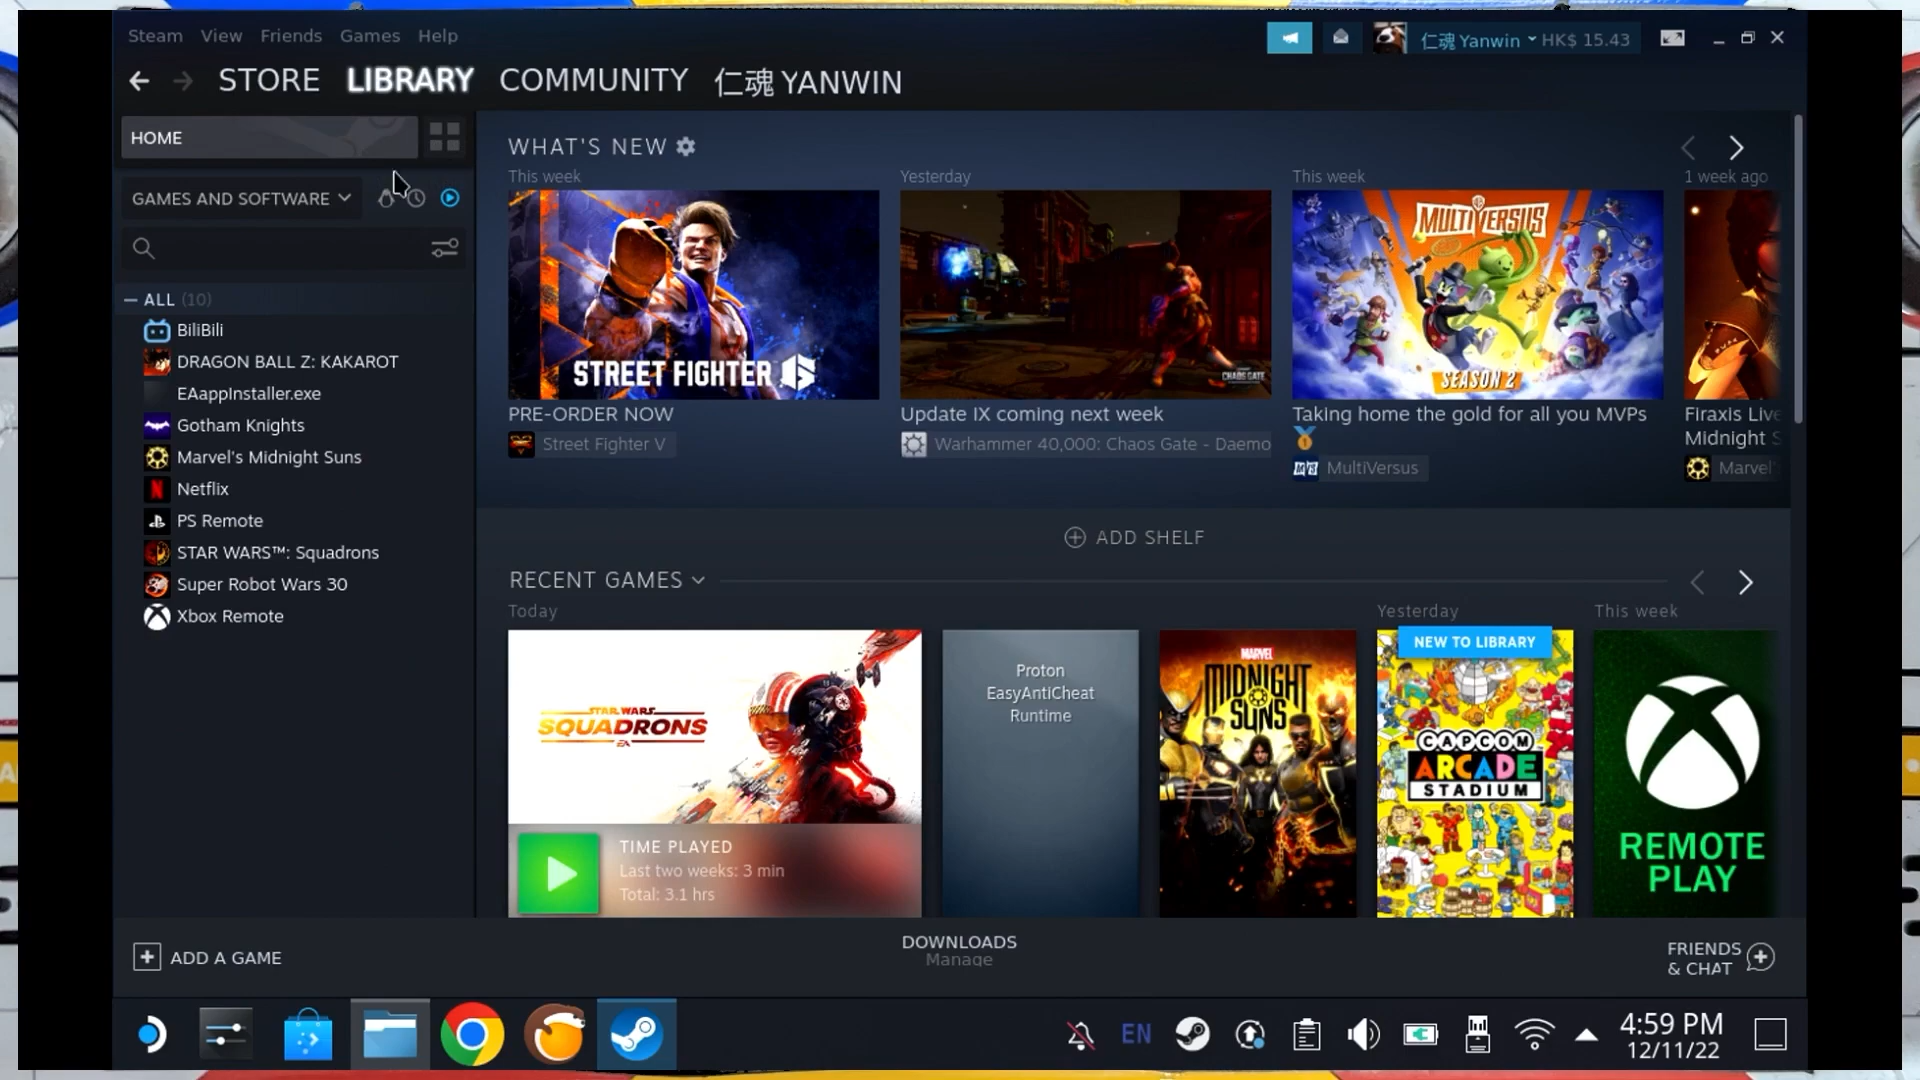 Steam View Friends Games Help
仁魂 Yanwin HK$ 15.43
STORE LIBRARY COMMUNITY 仁魂 YANWIN
HOME
GAMES AND SOFTWARE
ALL (10)
BiliBili
DRAGON BALL Z: KAKAROT
EAappInstaller.exe
Gotham Knights
Marvel's Midnight Suns
Netflix
PS Remote
STAR WARS™: Squadrons
Super Robot Wars 30
Xbox Remote
WHAT'S NEW
This week
STREET FIGHTER 6
PRE-ORDER NOW
Street Fighter V
Yesterday
CHAOS GATE
Update IX coming next week
Warhammer 40,000: Chaos Gate - Daemo
This week
MULTIVERSUS
SEASON 2
Taking home the gold for all you MVPs
MultiVersus
1 week ago
Firaxis Live
Midnight S
Marvel'
ADD SHELF
RECENT GAMES
Today
STAR WARS
SQUADRONS
EA
TIME PLAYED
Last two weeks: 3 min
Total: 3.1 hrs
Proton
EasyAntiCheat
Runtime
MARVEL
MIDNIGHT
SUNS
Yesterday
NEW TO LIBRARY
CAPCOM
ARCADE
STADIUM
This week
REMOTE
PLAY
ADD A GAME
DOWNLOADS
Manage
FRIENDS
& CHAT
EN
4:59 PM
12/11/22